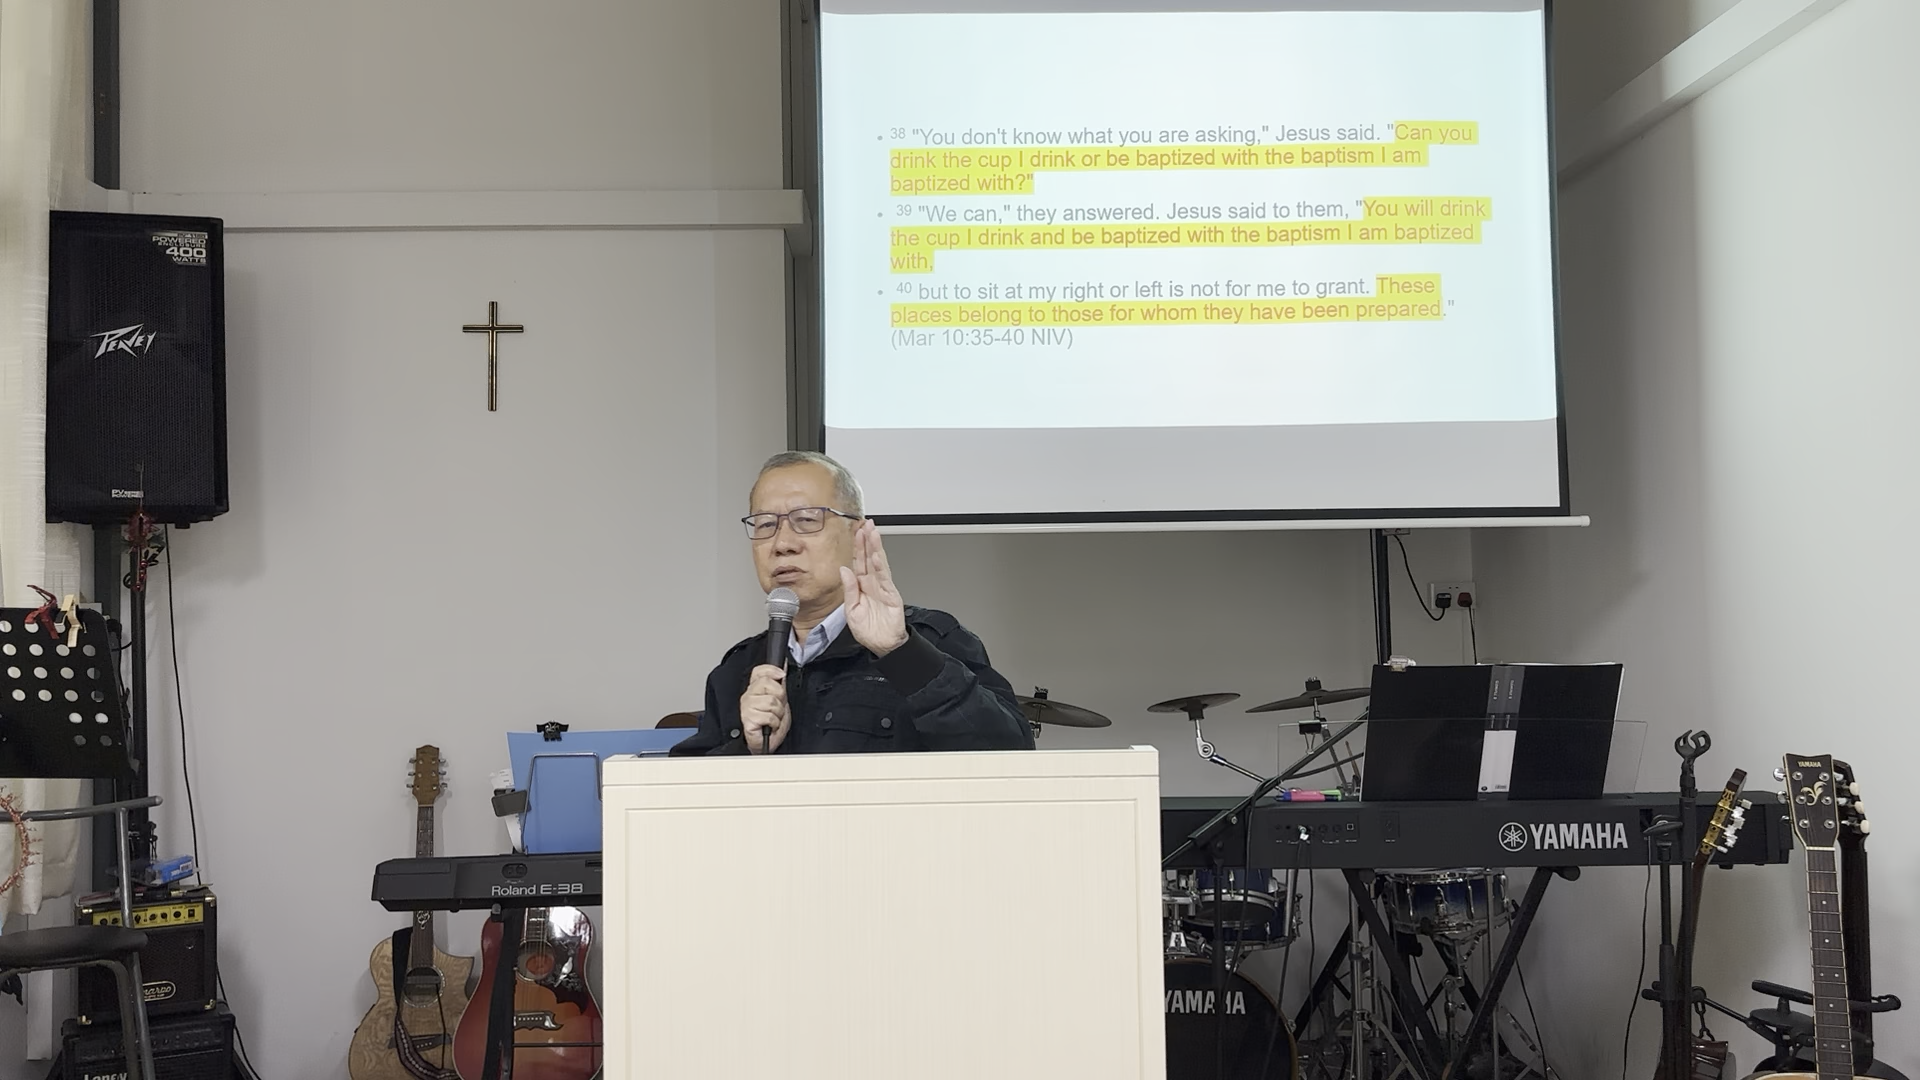 38 "You don't know what you are asking," Jesus said. "Can you
drink the cup I drink or be baptized with the baptism I am
baptized with?"
39 "We can," they answered. Jesus said to them, "You will drink
the cup I drink and be baptized with the baptism I am baptized
with,
40 but to sit at my right or left is not for me to grant. These
places belong to those for whom they have been prepared."
(Mar 10:35-40 NIV)
POWERED
ENCLOSURE
400
WATTS
PEAVEY
Roland E-38
YAMAHA
YAMAHA
YAMAHA
Laney